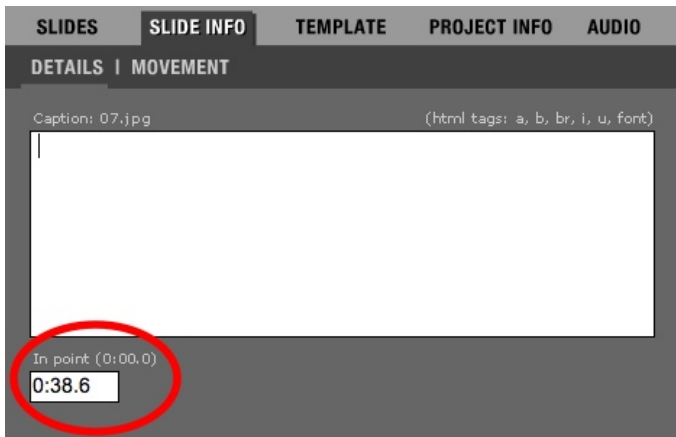 SLIDES SLIDE INFO TEMPLATE PROJECT INFO AUDIO
DETAILS | MOVEMENT
Caption: 07.jpg (html tags: a, b, br, i, u, font)
In point (0:00.0)
0:38.6